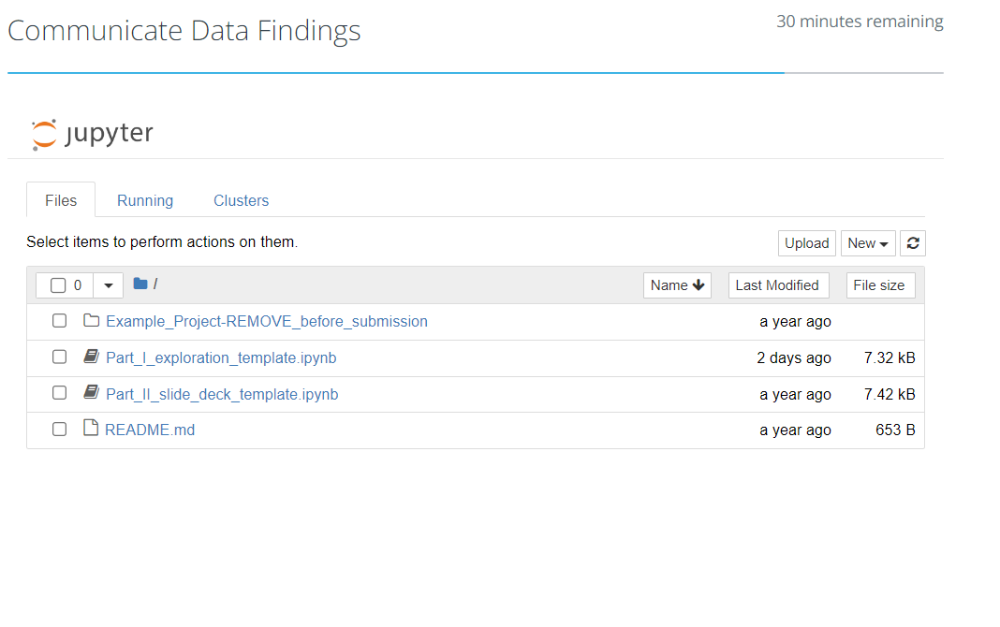 Communicate Data Findings
30 minutes remaining
jupyter
Files Running Clusters
Select items to perform actions on them.
Upload New
0 / Name Last Modified File size
Example_Project-REMOVE_before_submission a year ago
Part_I_exploration_template.ipynb 2 days ago 7.32 kB
Part_II_slide_deck_template.ipynb a year ago 7.42 kB
README.md a year ago 653 B